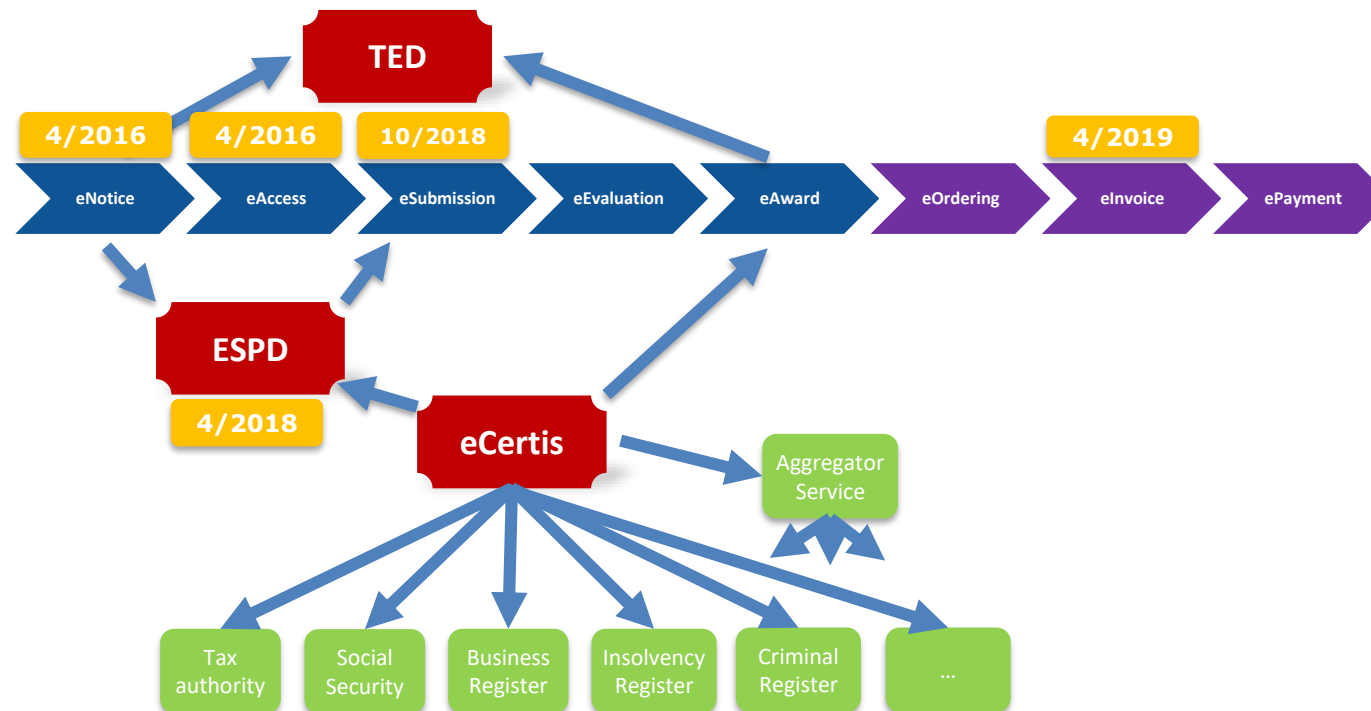 TED
4/2016
4/2016
10/2018
4/2019
eNotice
eAccess
eSubmission
eEvaluation
eAward
eOrdering
eInvoice
ePayment
ESPD
4/2018
eCertis
Aggregator
Service
Tax
authority
Social
Security
Business
Register
Insolvency
Register
Criminal
Register
...